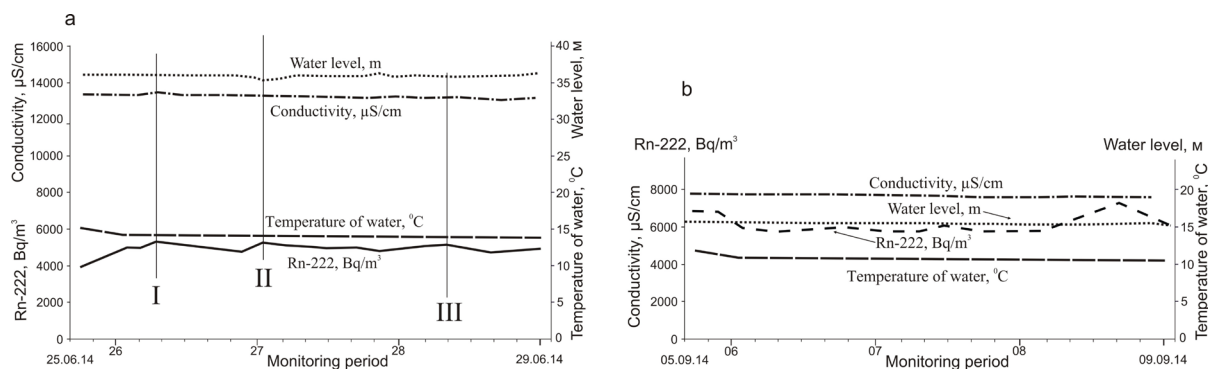 a
Conductivity, µS/cm
Rn-222, Bq/m³
16000
14000
12000
10000
8000
6000
4000
2000
0
Water level, m
Conductivity, µS/cm
Temperature of water, ⁰C
Rn-222, Bq/m³
I
II
III
40
35
30
25
20
15
10
5
0
Water level, м
Temperature of water, ⁰C
26
27
28
25.06.14
Monitoring period
29.06.14
b
Rn-222, Bq/m³
Water level, м
Conductivity, µS/cm
8000
6000
4000
2000
0
Conductivity, µS/cm
Water level, m
Rn-222, Bq/m³
Temperature of water, ⁰C
20
15
10
5
0
Temperature of water, ⁰C
06
07
08
05.09.14
Monitoring period
09.09.14